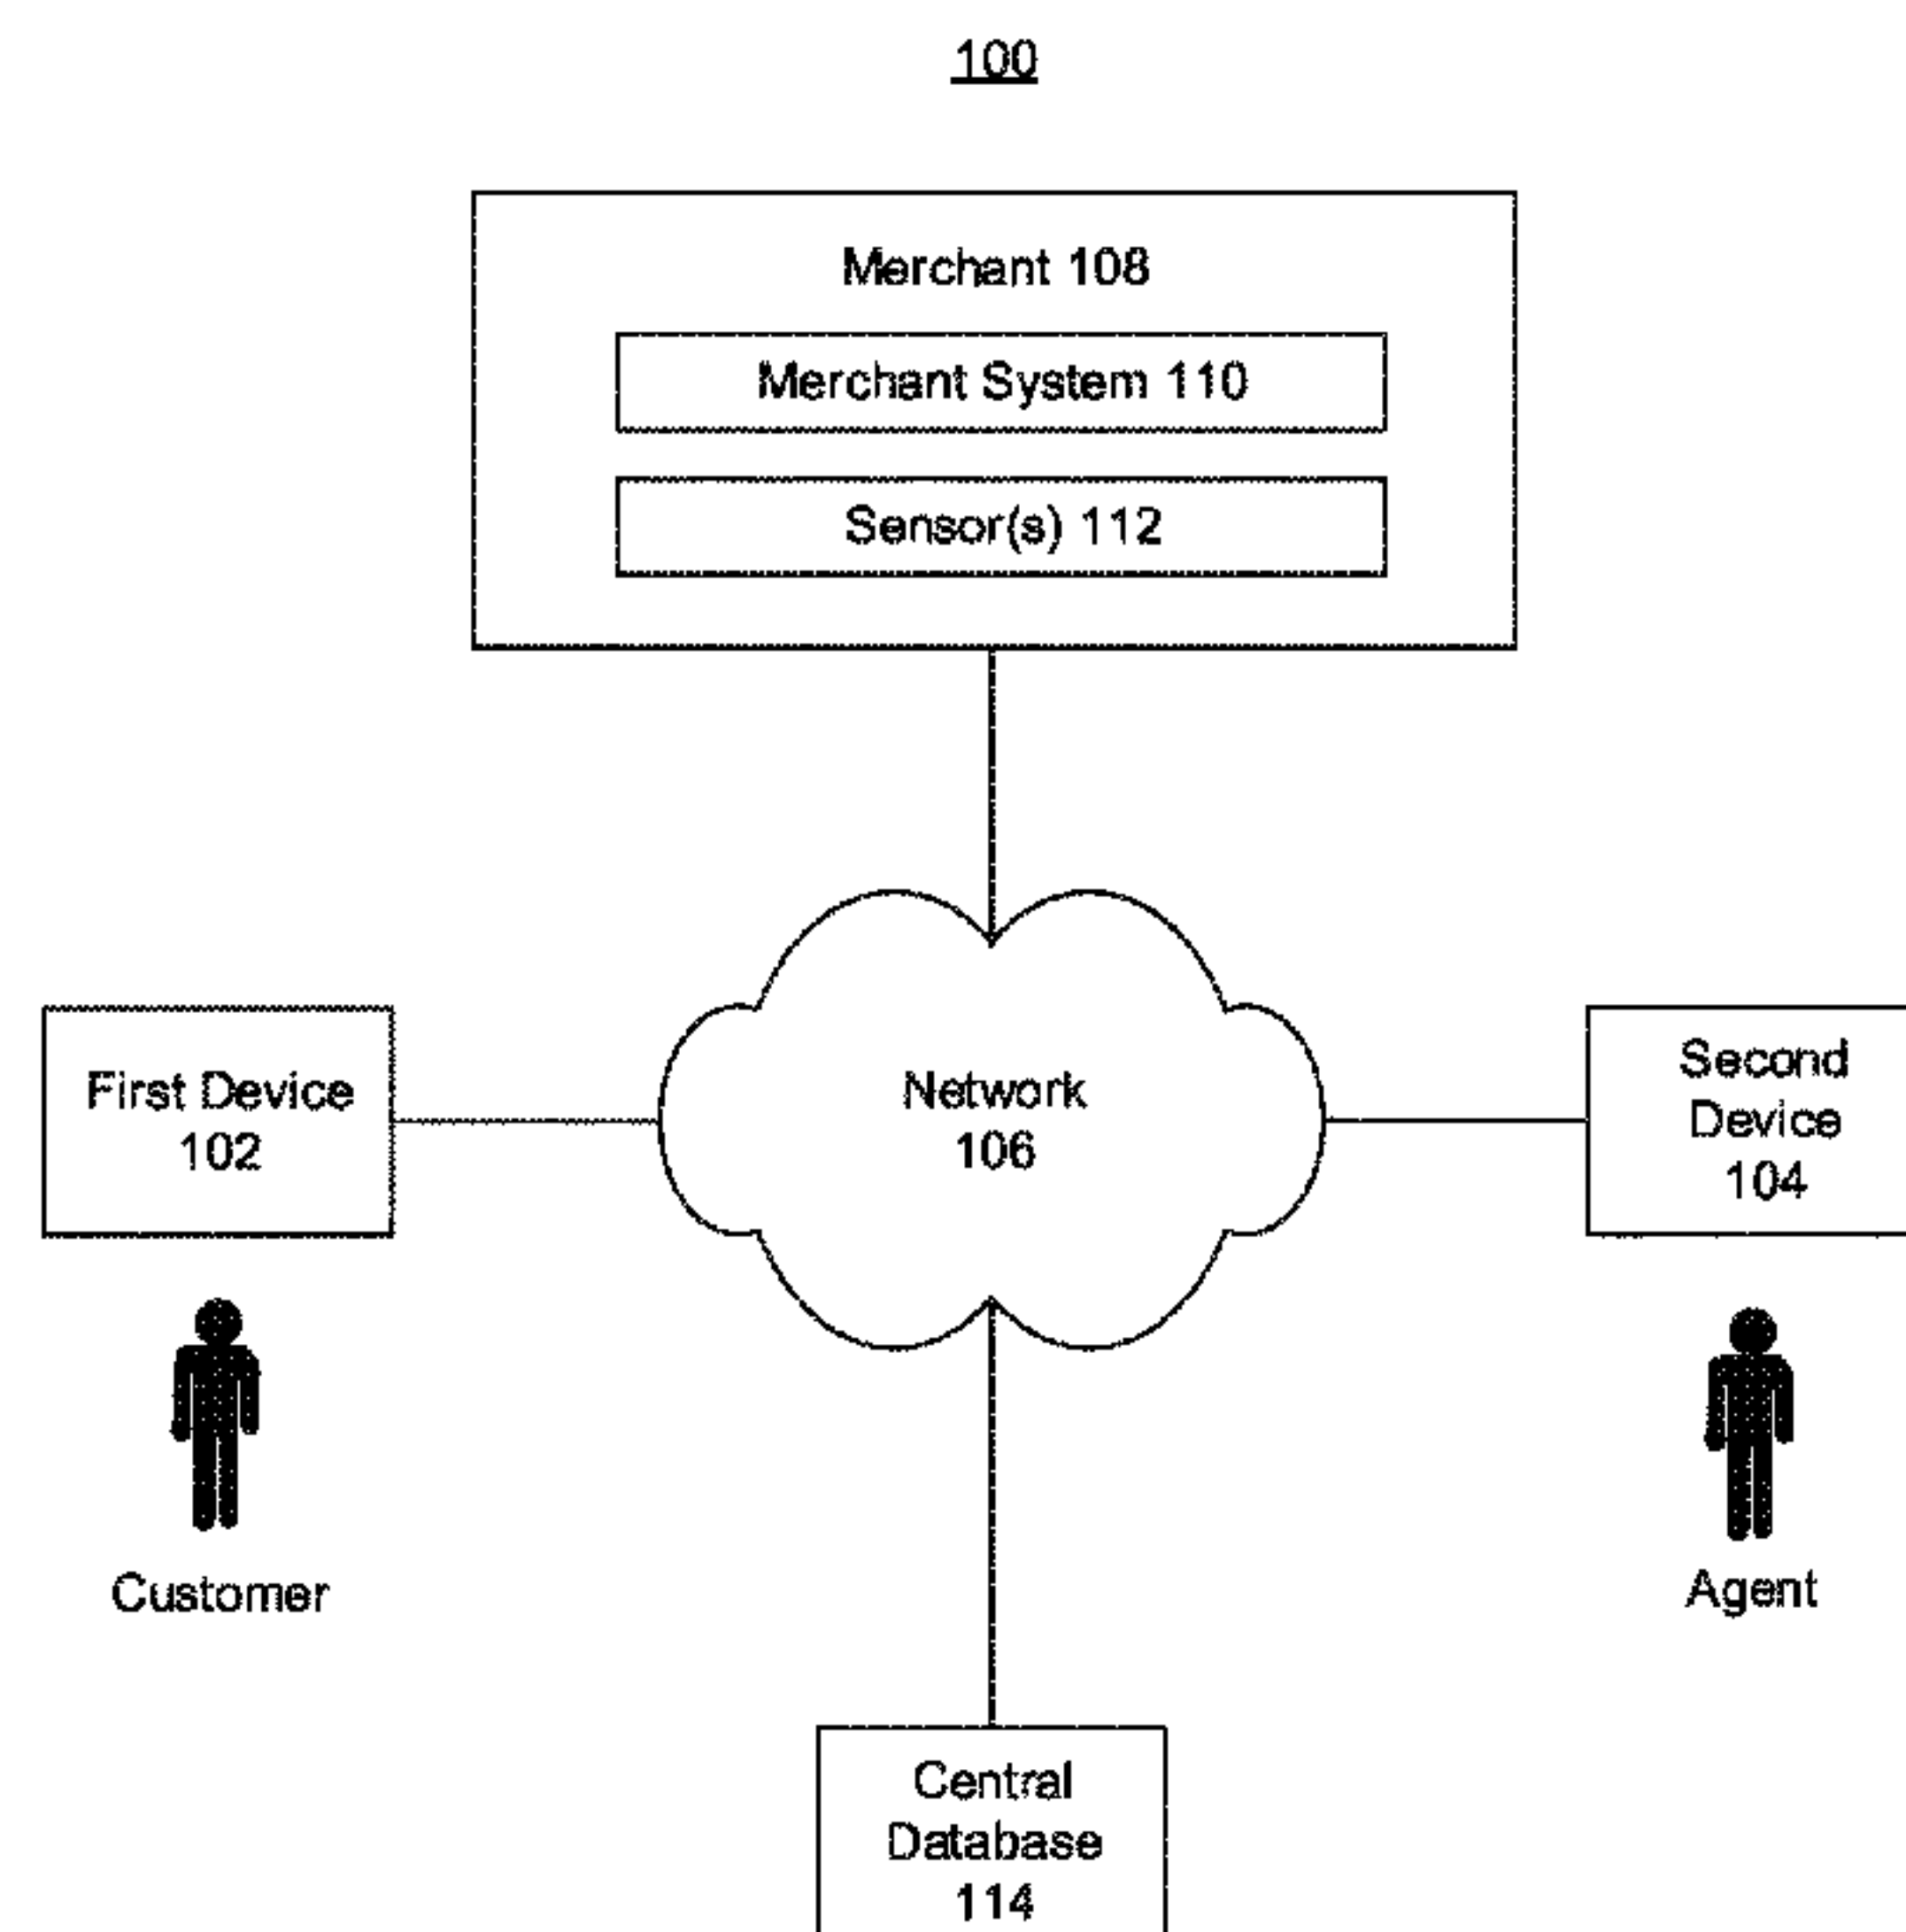 100
Merchant 108
Merchant System 110
Sensor(s) 112
First Device
102
Network
106
Second
Device
104
Customer
Agent
Central
Database
114